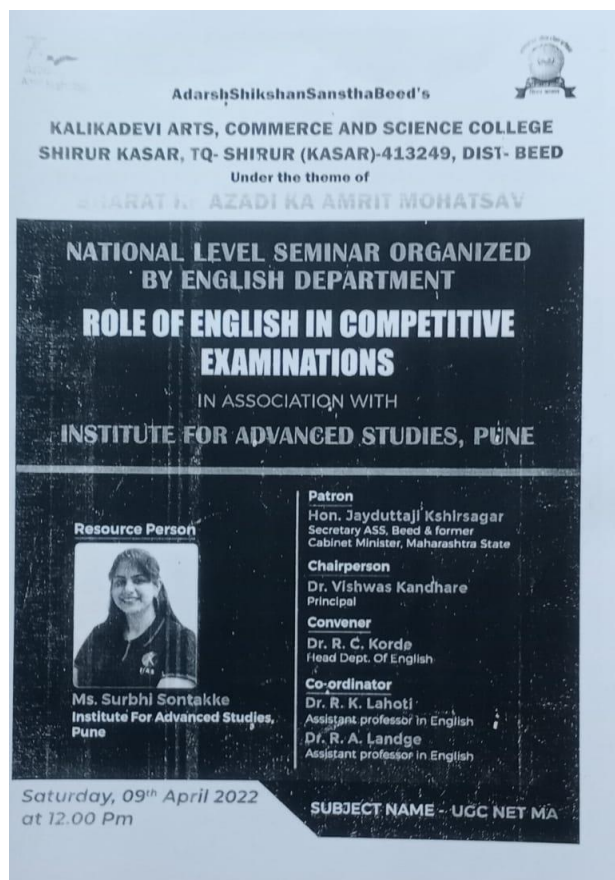 AdarshShikshanSansthaBeed's
KALIKADEVI ARTS, COMMERCE AND SCIENCE COLLEGE
SHIRUR KASAR, TQ- SHIRUR (KASAR)-413249, DIST- BEED
Under the theme of
BHARAT KI AZADI KA AMRIT MOHATSAV
NATIONAL LEVEL SEMINAR ORGANIZED
BY ENGLISH DEPARTMENT
ROLE OF ENGLISH IN COMPETITIVE
EXAMINATIONS
IN ASSOCIATION WITH
INSTITUTE FOR ADVANCED STUDIES, PUNE
Resource Person
Ms. Surbhi Sontakke
Institute For Advanced Studies,
Pune
Patron
Hon. Jayduttaji Kshirsagar
Secretary ASS, Beed & former
Cabinet Minister, Maharashtra State
Chairperson
Dr. Vishwas Kandhare
Principal
Convener
Dr. R. C. Korde
Head Dept. Of English
Co-ordinator
Dr. R. K. Lahoti
Assistant professor in English
Dr. R. A. Landge
Assistant professor in English
Saturday, 09th April 2022
at 12.00 Pm
SUBJECT NAME - UGC NET MA